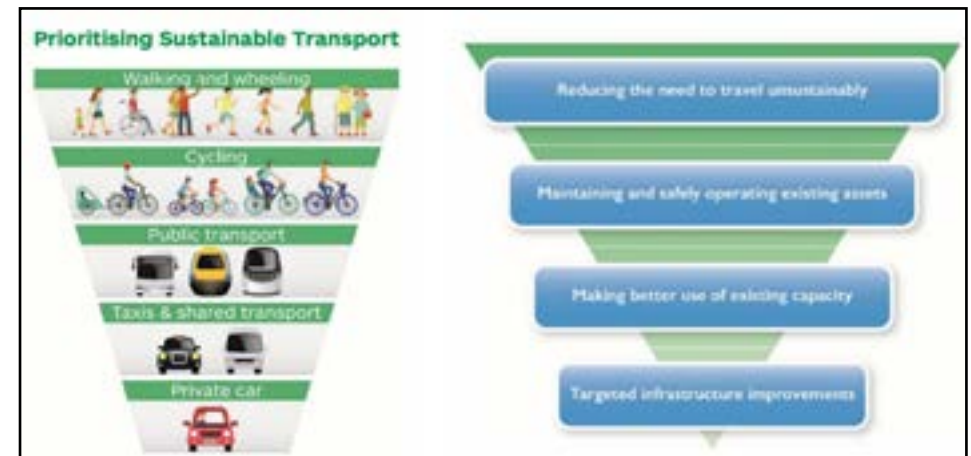 Prioritising Sustainable Transport
Walking and wheeling
Cycling
Public transport
Taxis & shared transport
Private car
Reducing the need to travel unsustainably
Maintaining and safely operating existing assets
Making better use of existing capacity
Targeted infrastructure improvements